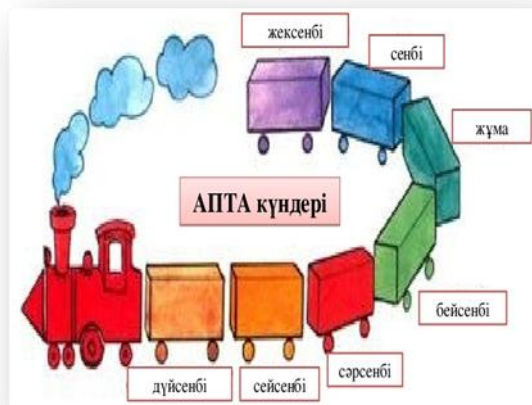 жексенбі
сенбі
жұма
АПТА күндері
бейсенбі
сәрсенбі
дүйсенбі
сейсенбі